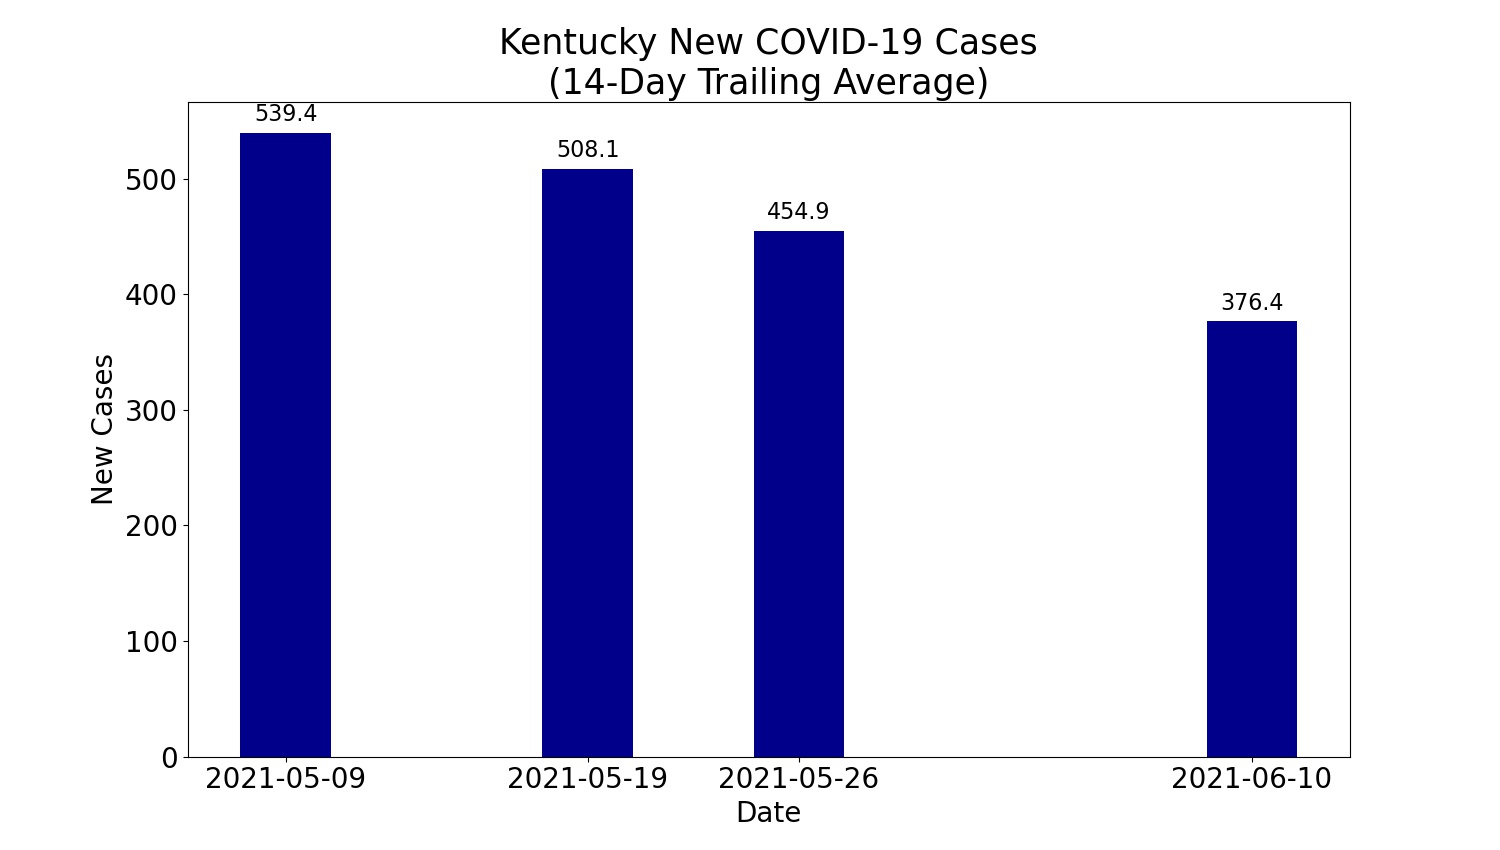 Kentucky New COVID-19 Cases
(14-Day Trailing Average)
539.4
508.1
454.9
376.4
500
400
300
200
100
0
New Cases
2021-05-09 2021-05-19 2021-05-26 2021-06-10
Date